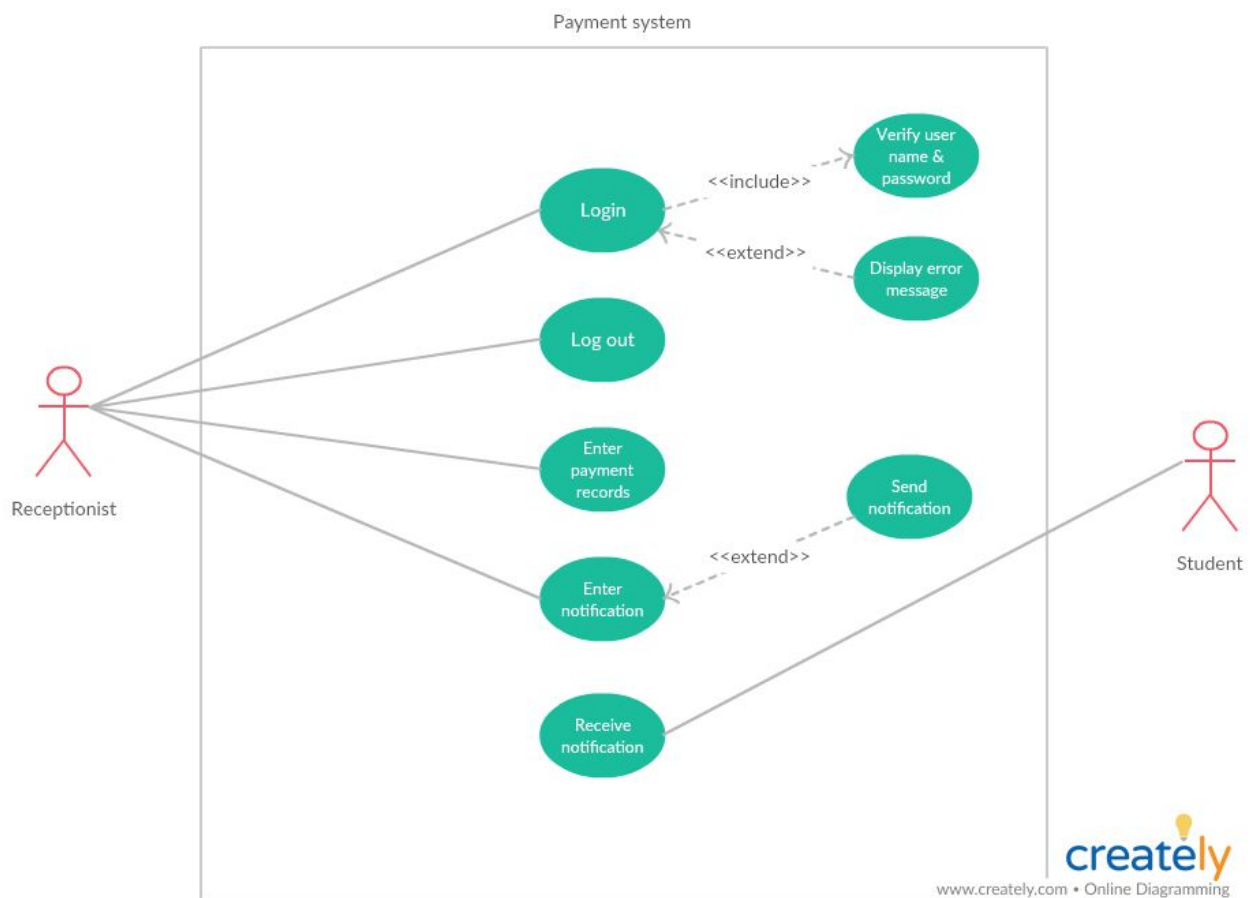 Payment system
Verify user
name &
password
<<include>>
Login
<<extend>>
Display error
message
Log out
Enter
payment
records
Receptionist
Send
notification
<<extend>>
Student
Enter
notification
Receive
notification
creately
www.creately.com • Online Diagramming